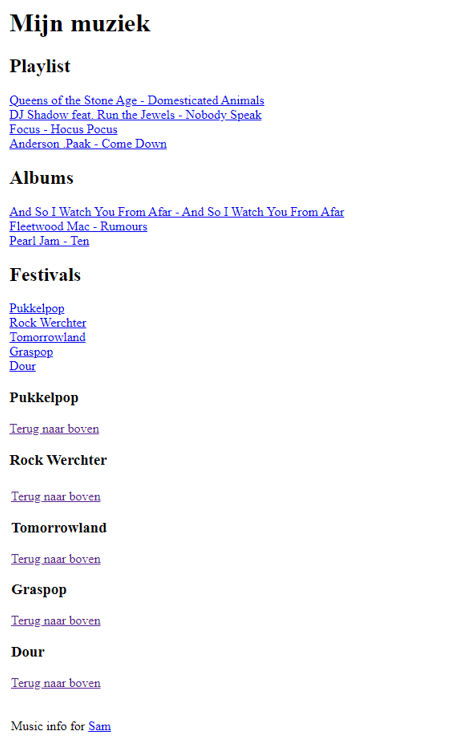 Mijn muziek
Playlist
Queens of the Stone Age - Domesticated Animals
DJ Shadow feat. Run the Jewels - Nobody Speak
Focus - Hocus Pocus
Anderson .Paak - Come Down
Albums
And So I Watch You From Afar - And So I Watch You From Afar
Fleetwood Mac - Rumours
Pearl Jam - Ten
Festivals
Pukkelpop
Rock Werchter
Tomorrowland
Graspop
Dour
Pukkelpop
Terug naar boven
Rock Werchter
Terug naar boven
Tomorrowland
Terug naar boven
Graspop
Terug naar boven
Dour
Terug naar boven
Music info for Sam